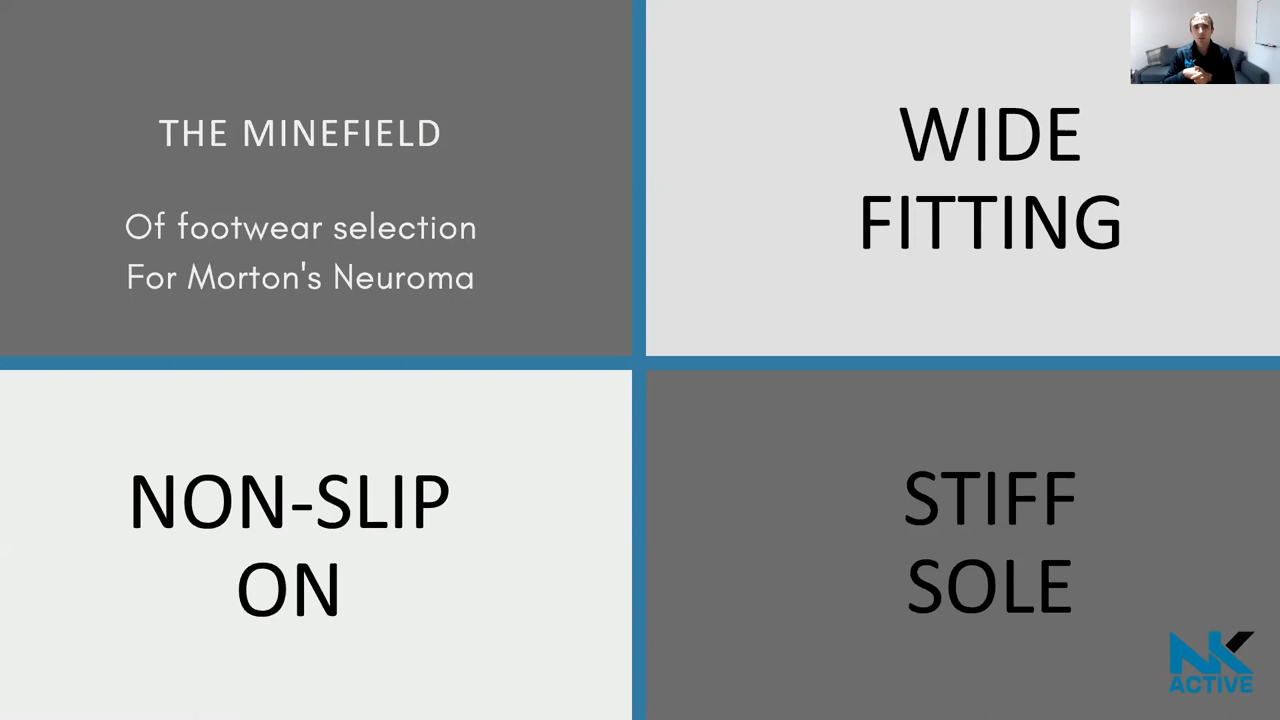 THE MINEFIELD
Of footwear selection
For Morton's Neuroma
WIDE
FITTING
NON-SLIP
ON
STIFF
SOLE
NK
ACTIVE